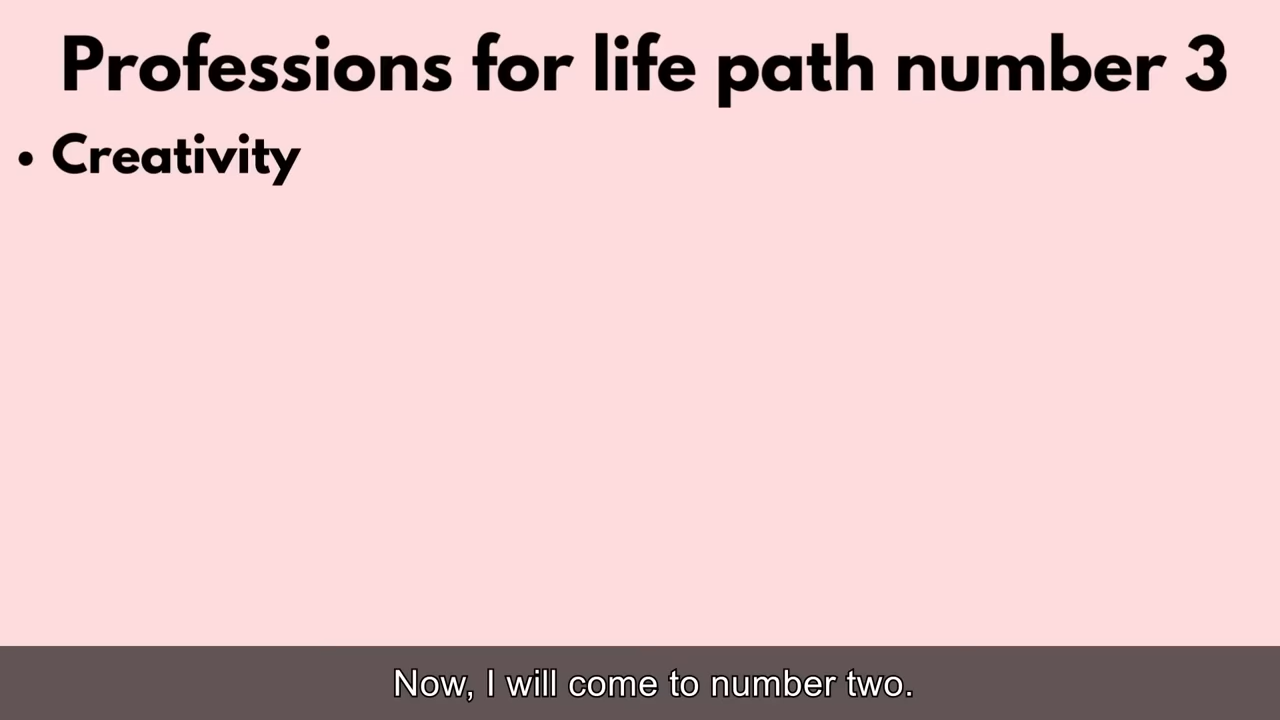 Professions for life path number 3
• Creativity
Now, I will come to number two.